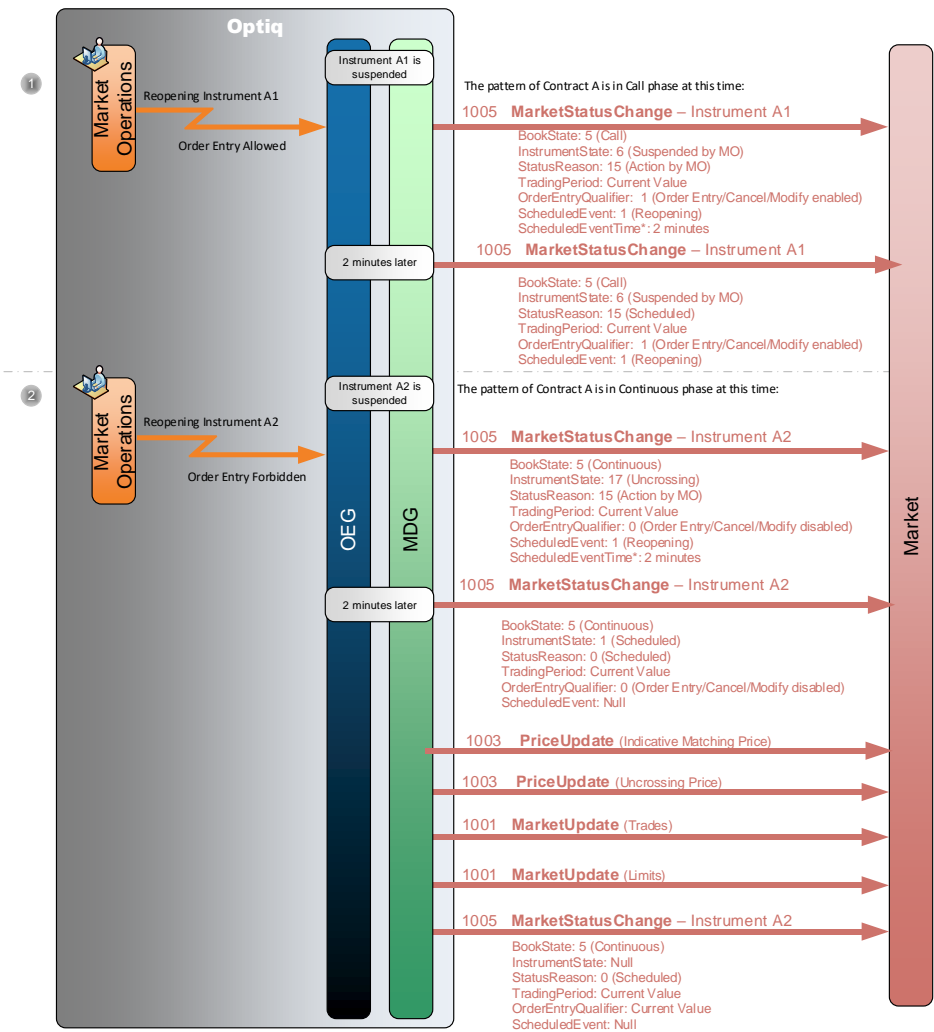 Optiq
1
Market Operations
Reopening Instrument A1
Order Entry Allowed
Instrument A1 is
suspended
The pattern of Contract A is in Call phase at this time:
1005 MarketStatusChange – Instrument A1
BookState: 5 (Call)
InstrumentState: 6 (Suspended by MO)
StatusReason: 15 (Action by MO)
TradingPeriod: Current Value
OrderEntryQualifier: 1 (Order Entry/Cancel/Modify enabled)
ScheduledEvent: 1 (Reopening)
ScheduledEventTime*: 2 minutes
2 minutes later
1005 MarketStatusChange – Instrument A1
BookState: 5 (Call)
InstrumentState: 6 (Suspended by MO)
StatusReason: 15 (Scheduled)
TradingPeriod: Current Value
OrderEntryQualifier: 1 (Order Entry/Cancel/Modify enabled)
ScheduledEvent: 1 (Reopening)
2
Market Operations
Reopening Instrument A2
Order Entry Forbidden
Instrument A2 is
suspended
The pattern of Contract A is in Continuous phase at this time:
1005 MarketStatusChange – Instrument A2
BookState: 5 (Continuous)
InstrumentState: 17 (Uncrossing)
StatusReason: 15 (Action by MO)
TradingPeriod: Current Value
OrderEntryQualifier: 0 (Order Entry/Cancel/Modify disabled)
ScheduledEvent: 1 (Reopening)
ScheduledEventTime*: 2 minutes
OEG
MDG
Market
2 minutes later
1005 MarketStatusChange – Instrument A2
BookState: 5 (Continuous)
InstrumentState: 1 (Scheduled)
StatusReason: 0 (Scheduled)
TradingPeriod: Current Value
OrderEntryQualifier: 0 (Order Entry/Cancel/Modify disabled)
ScheduledEvent: Null
1003 PriceUpdate (Indicative Matching Price)
1003 PriceUpdate (Uncrossing Price)
1001 MarketUpdate (Trades)
1001 MarketUpdate (Limits)
1005 MarketStatusChange – Instrument A2
BookState: 5 (Continuous)
InstrumentState: Null
StatusReason: 0 (Scheduled)
TradingPeriod: Current Value
OrderEntryQualifier: Current Value
ScheduledEvent: Null